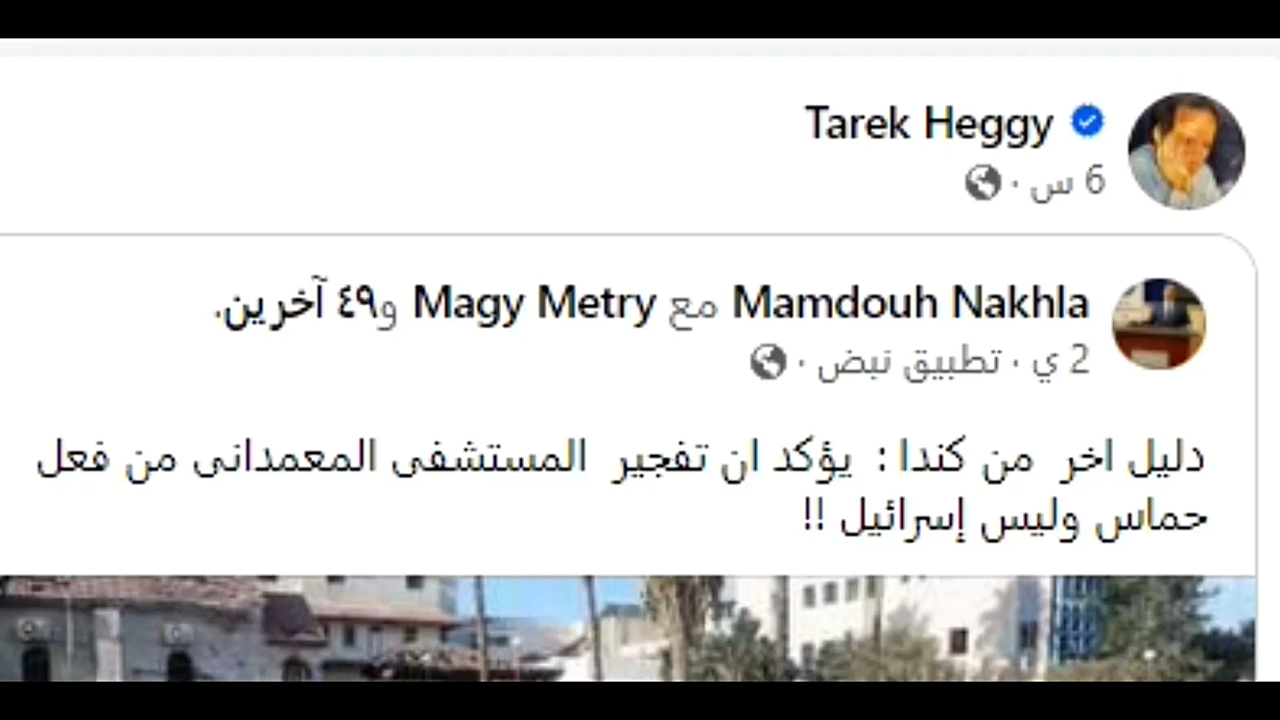 Tarek Heggy
6 س ·
Mamdouh Nakhla مع Magy Metry و٤٩ آخرين.
2 ي · تطبيق نبض ·
دليل اخر من كندا : يؤكد ان تفجير المستشفى المعمدانى من فعل
حماس وليس إسرائيل !!